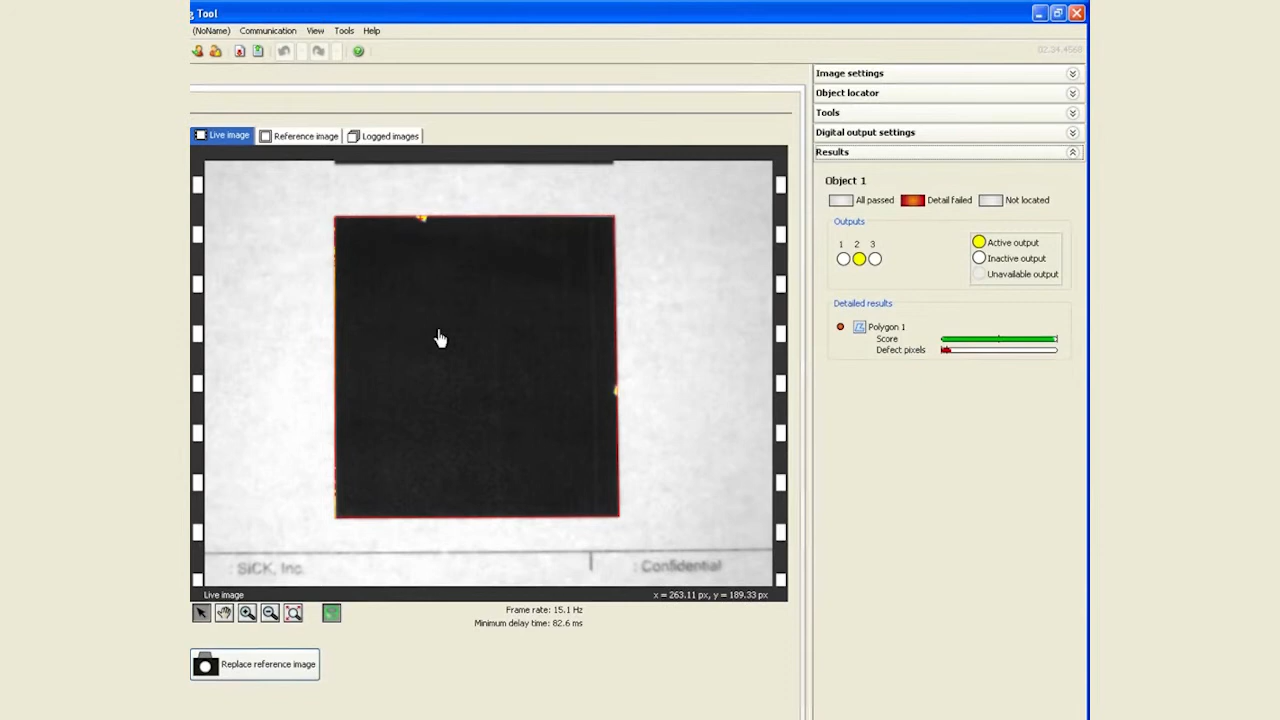 g Tool
(NoName) Communication View Tools Help
02.34.4568
Image settings
Object locator
Tools
Digital output settings
Results
Live image Reference image Logged images
Object 1
All passed Detail failed Not located
Outputs
1 2 3
Active output
Inactive output
Unavailable output
Detailed results
Polygon 1
Score
Defect pixels
: SICK, Inc. : Confidential
Live image x = 263.11 px, y = 189.33 px
Frame rate: 15.1 Hz
Minimum delay time: 82.6 ms
Replace reference image